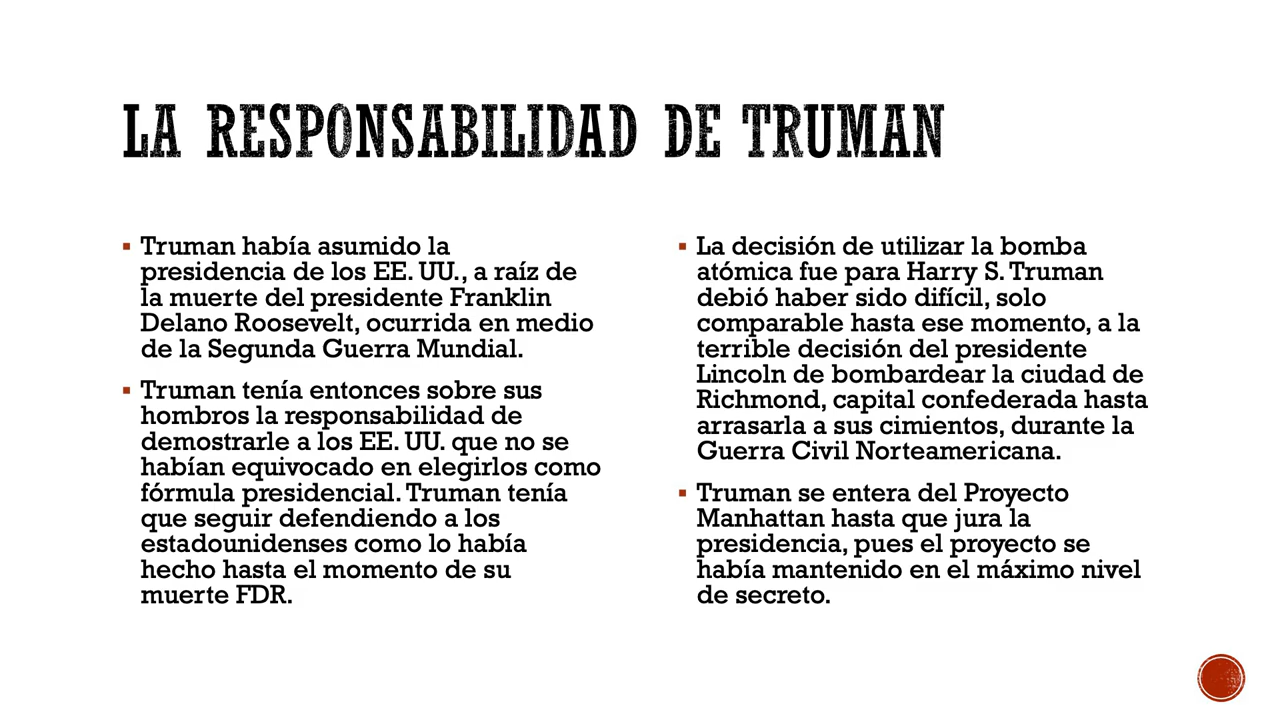 LA RESPONSABILIDAD DE TRUMAN
▪ Truman había asumido la
presidencia de los EE. UU., a raíz de
la muerte del presidente Franklin
Delano Roosevelt, ocurrida en medio
de la Segunda Guerra Mundial.
▪ Truman tenía entonces sobre sus
hombros la responsabilidad de
demostrarle a los EE. UU. que no se
habían equivocado en elegirlos como
fórmula presidencial. Truman tenía
que seguir defendiendo a los
estadounidenses como lo había
hecho hasta el momento de su
muerte FDR.
▪ La decisión de utilizar la bomba
atómica fue para Harry S. Truman
debió haber sido difícil, solo
comparable hasta ese momento, a la
terrible decisión del presidente
Lincoln de bombardear la ciudad de
Richmond, capital confederada hasta
arrasarla a sus cimientos, durante la
Guerra Civil Norteamericana.
▪ Truman se entera del Proyecto
Manhattan hasta que jura la
presidencia, pues el proyecto se
había mantenido en el máximo nivel
de secreto.